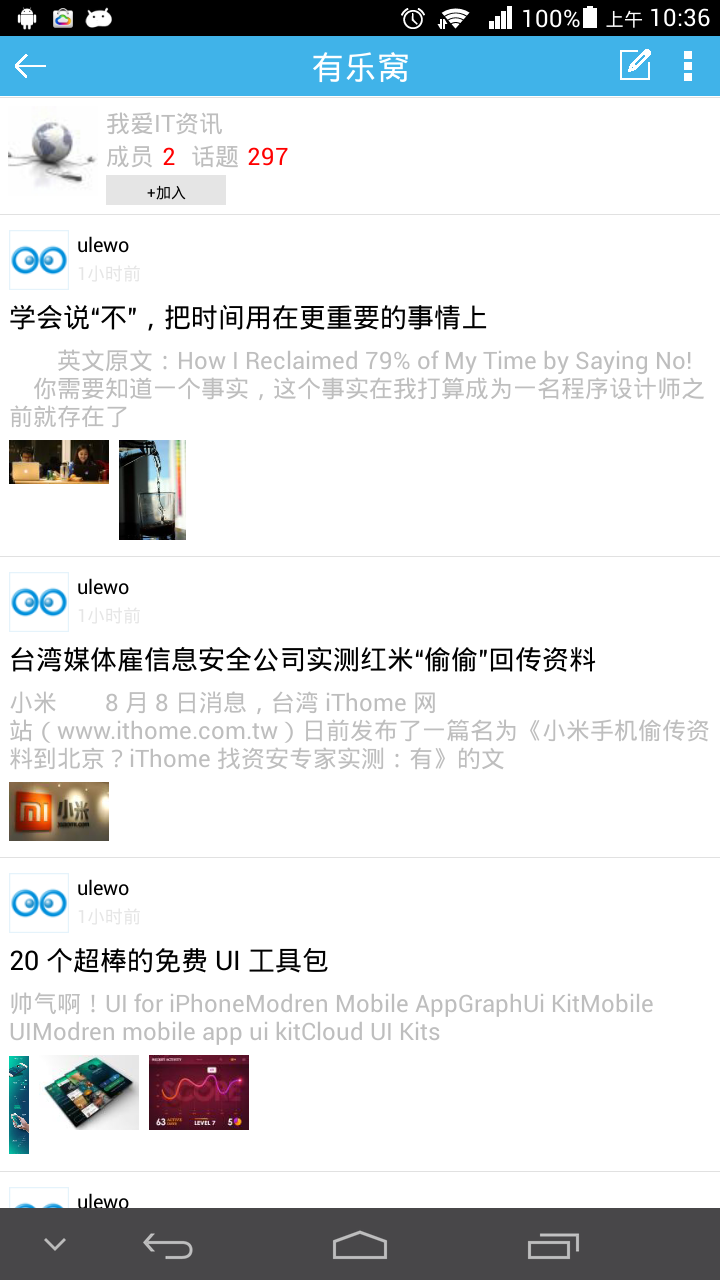 100% 上午 10:36
有乐窝
我爱IT资讯
成员 2 话题 297
+加入
ulewo
1小时前
学会说“不”，把时间用在更重要的事情上
英文原文：How I Reclaimed 79% of My Time by Saying No!
你需要知道一个事实，这个事实在我打算成为一名程序设计师之
前就存在了
ulewo
1小时前
台湾媒体雇信息安全公司实测红米“偷偷”回传资料
小米 8 月 8 日消息，台湾 iThome 网
站（www.ithome.com.tw）日前发布了一篇名为《小米手机偷传资
料到北京？iThome 找资安专家实测：有》的文
小米
ulewo
1小时前
20 个超棒的免费 UI 工具包
帅气啊！UI for iPhoneModren Mobile AppGraphUi KitMobile
UIModren mobile app ui kitCloud UI Kits
SCORE
63
LEVEL 7
5
ulewo